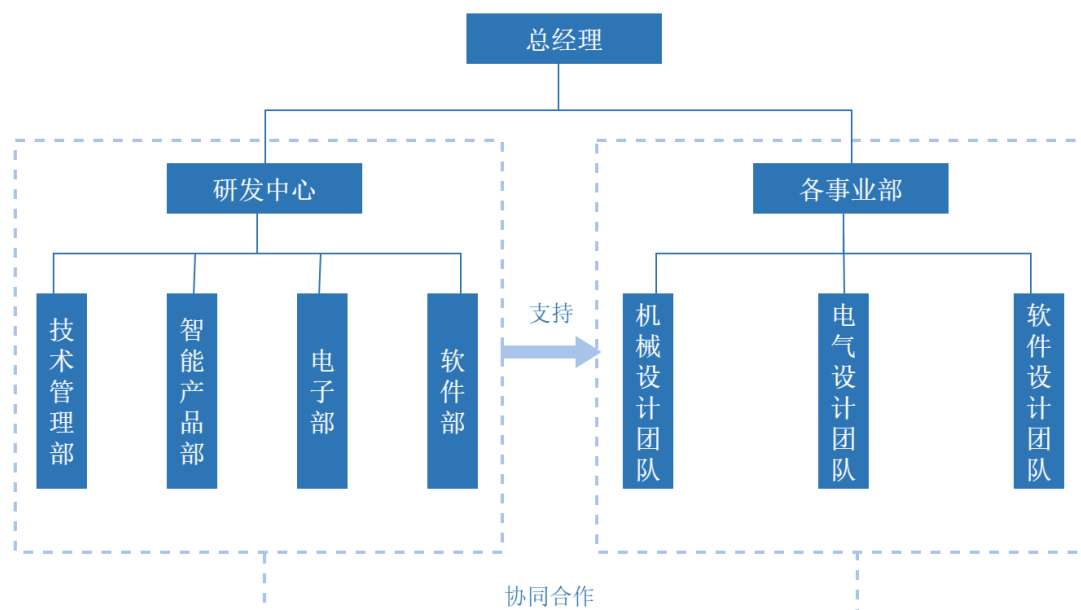 总经理
研发中心
各事业部
技术管理部
智能产品部
电子部
软件部
支持
机械设计团队
电气设计团队
软件设计团队
协同合作